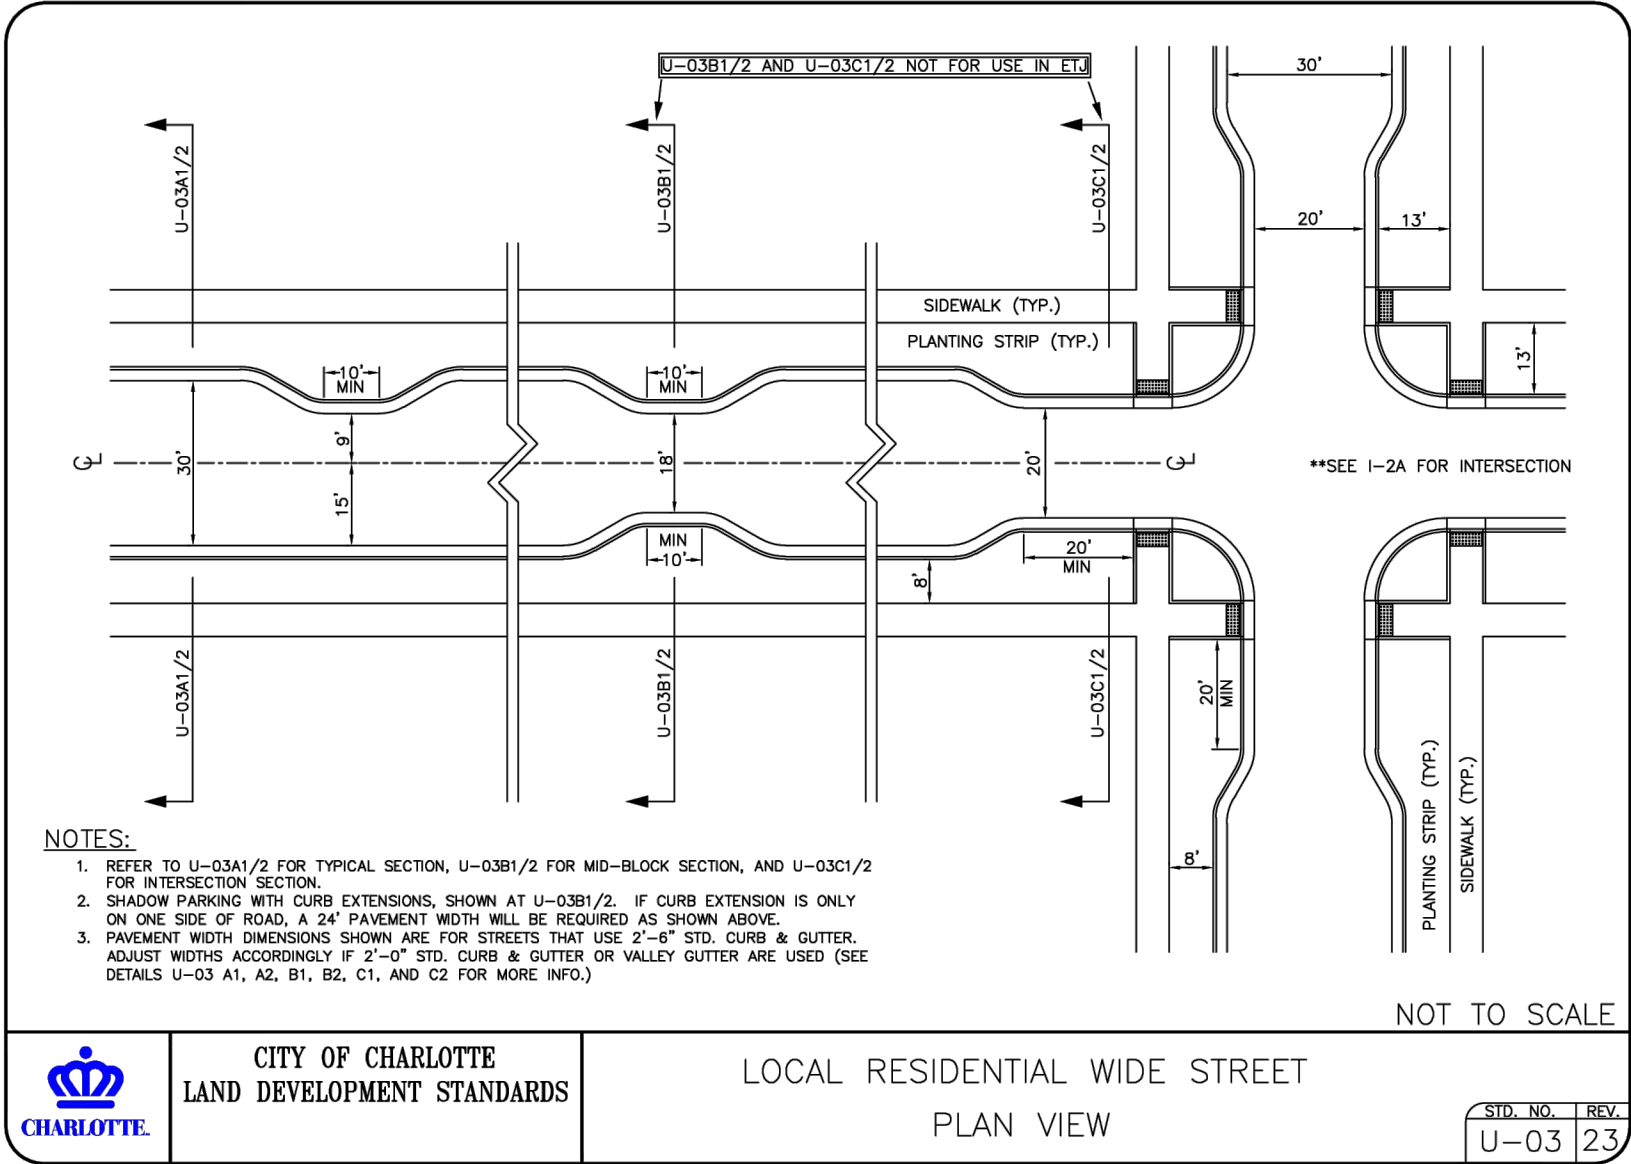 U-03B1/2 AND U-03C1/2 NOT FOR USE IN ETJ
30'
U-03A1/2
U-03B1/2
U-03C1/2
20'
13'
SIDEWALK (TYP.)
PLANTING STRIP (TYP.)
10'
MIN
10'
MIN
13'
9'
30'
15'
18'
20'
**SEE I-2A FOR INTERSECTION
MIN
10'
20'
MIN
8'
U-03A1/2
U-03B1/2
U-03C1/2
20'
MIN
8'
PLANTING STRIP (TYP.)
SIDEWALK (TYP.)
NOTES:
1. REFER TO U-03A1/2 FOR TYPICAL SECTION, U-03B1/2 FOR MID-BLOCK SECTION, AND U-03C1/2
FOR INTERSECTION SECTION.
2. SHADOW PARKING WITH CURB EXTENSIONS, SHOWN AT U-03B1/2. IF CURB EXTENSION IS ONLY
ON ONE SIDE OF ROAD, A 24' PAVEMENT WIDTH WILL BE REQUIRED AS SHOWN ABOVE.
3. PAVEMENT WIDTH DIMENSIONS SHOWN ARE FOR STREETS THAT USE 2'-6" STD. CURB & GUTTER.
ADJUST WIDTHS ACCORDINGLY IF 2'-0" STD. CURB & GUTTER OR VALLEY GUTTER ARE USED (SEE
DETAILS U-03 A1, A2, B1, B2, C1, AND C2 FOR MORE INFO.)
NOT TO SCALE
CHARLOTTE.
CITY OF CHARLOTTE
LAND DEVELOPMENT STANDARDS
LOCAL RESIDENTIAL WIDE STREET
PLAN VIEW
STD. NO. REV.
U-03 23